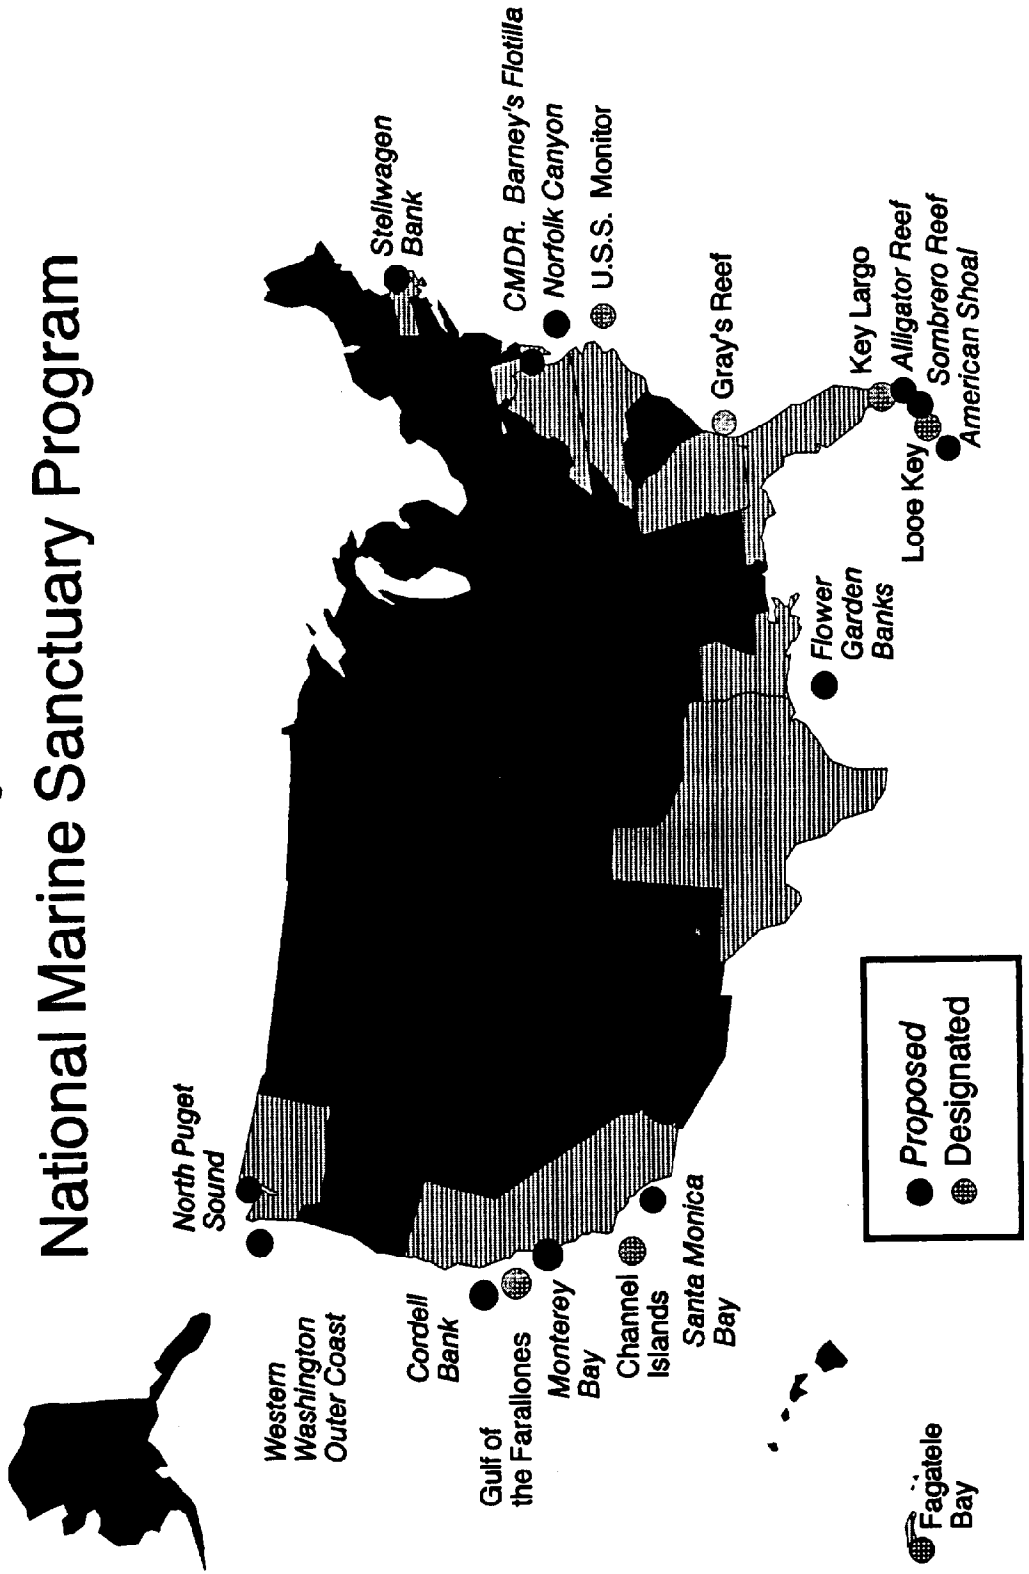 National Marine Sanctuary Program
North Puget
Sound
Western
Washington
Outer Coast
Cordell
Bank
Gulf of
the Farallones
Monterey
Bay
Channel
Islands
Santa Monica
Bay
Fagatele
Bay
Stellwagen
Bank
CMDR. Barney's Flotilla
Norfolk Canyon
U.S.S. Monitor
Gray's Reef
Key Largo
Alligator Reef
Sombrero Reef
American Shoal
Looe Key
Flower
Garden
Banks
Proposed
Designated